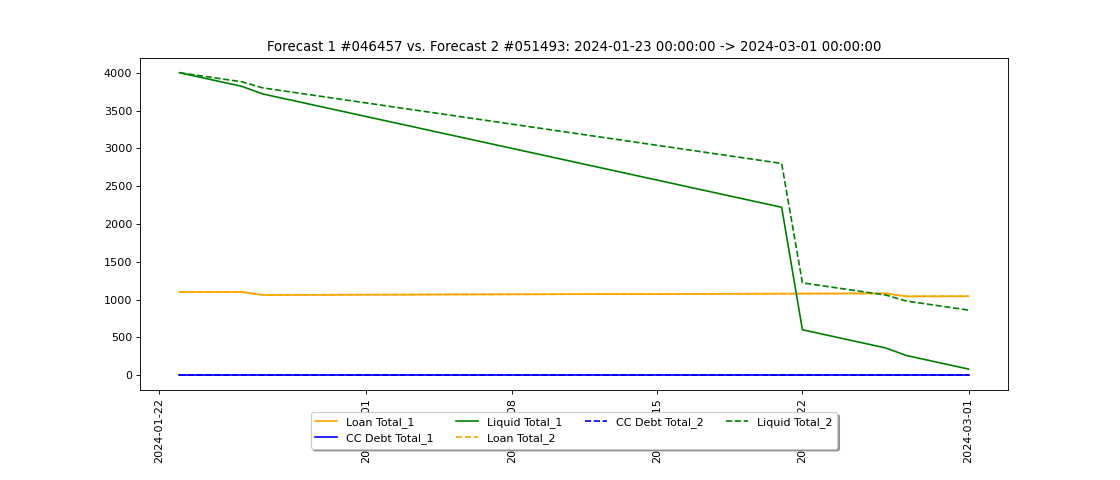 Forecast 1 #046457 vs. Forecast 2 #051493: 2024-01-23 00:00:00 -> 2024-03-01 00:00:00
4000
3500
3000
2500
2000
1500
1000
500
0
2024-01-22
2024-03-01
Loan Total_1
CC Debt Total_1
Liquid Total_1
Loan Total_2
CC Debt Total_2
Liquid Total_2